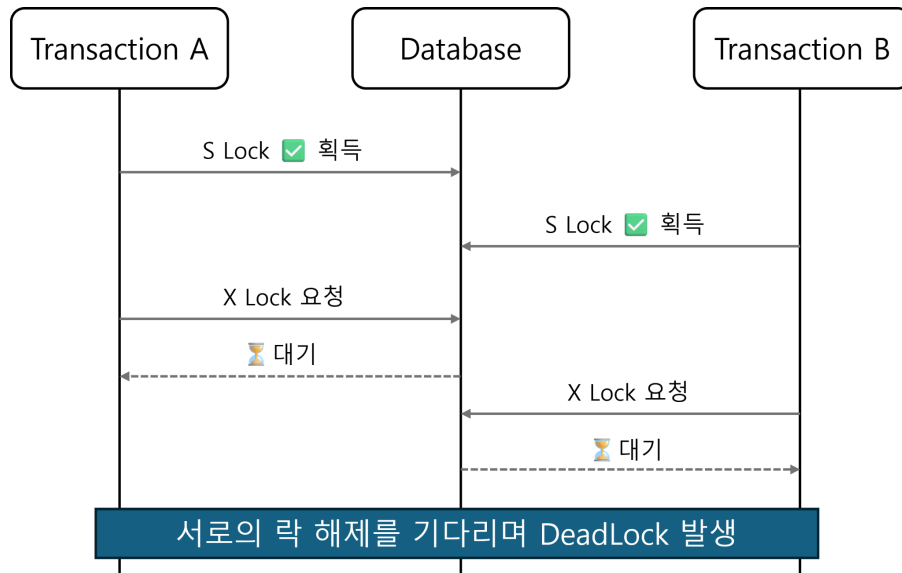 Transaction A
Database
Transaction B
S Lock ✅ 획득
S Lock ✅ 획득
X Lock 요청
⏳ 대기
X Lock 요청
⏳ 대기
서로의 락 해제를 기다리며 DeadLock 발생